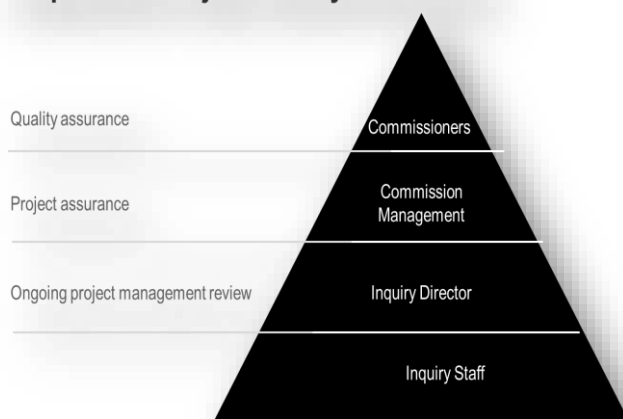 Quality assurance
Commissioners
Project assurance
Commission
Management
Ongoing project management review
Inquiry Director
Inquiry Staff